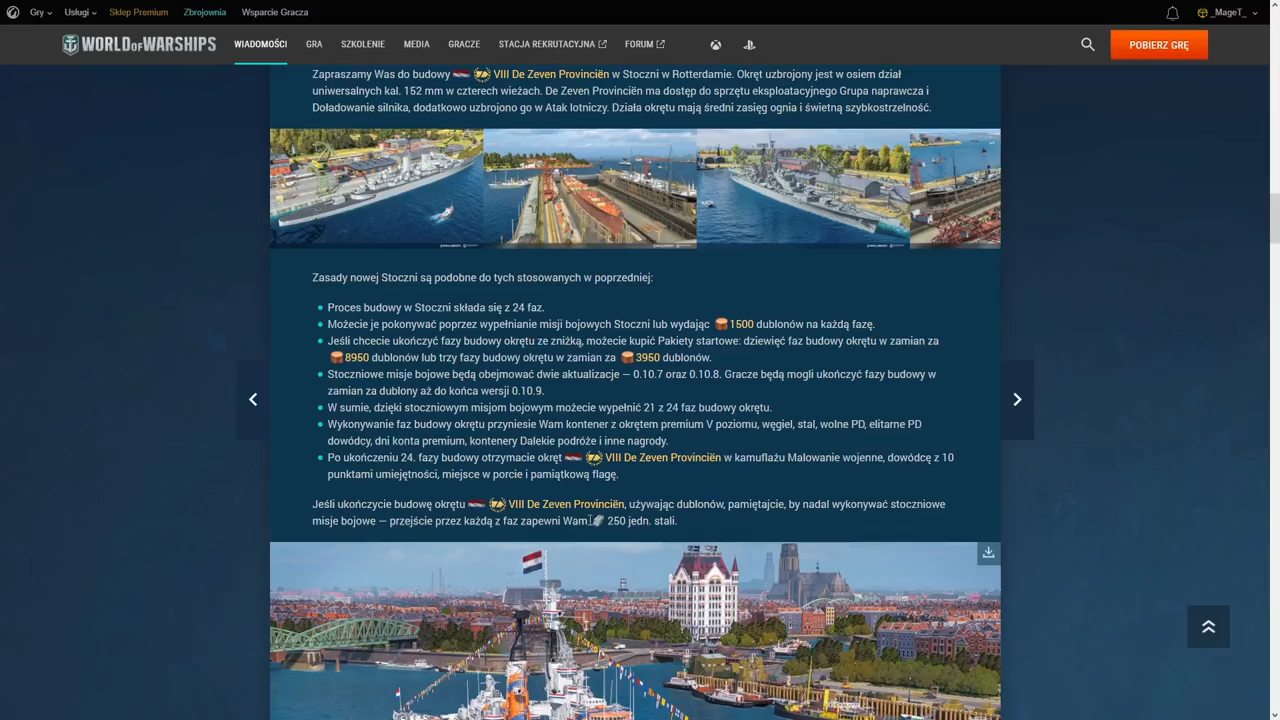 Gry
Usługi
Sklep Premium
Zbrojownia
Wsparcie Gracza
_MageT_
WORLD OF WARSHIPS
WIADOMOŚCI
GRA
SZKOLENIE
MEDIA
GRACZE
STACJA REKRUTACYJNA
FORUM
POBIERZ GRĘ
Zapraszamy Was do budowy VIII De Zeven Provinciën w Stoczni w Rotterdamie. Okręt uzbrojony jest w osiem dział
uniwersalnych kal. 152 mm w czterech wieżach. De Zeven Provinciën ma dostęp do sprzętu eksploatacyjnego Grupa naprawcza i
Doładowanie silnika, dodatkowo uzbrojono go w Atak lotniczy. Działa okrętu mają średni zasięg ognia i świetną szybkostrzelność.
Zasady nowej Stoczni są podobne do tych stosowanych w poprzedniej:
Proces budowy w Stoczni składa się z 24 faz.
Możecie je pokonywać poprzez wypełnianie misji bojowych Stoczni lub wydając 1500 dublonów na każdą fazę.
Jeśli chcecie ukończyć fazy budowy okrętu ze zniżką, możecie kupić Pakiety startowe: dziewięć faz budowy okrętu w zamian za
8950 dublonów lub trzy fazy budowy okrętu w zamian za 3950 dublonów.
Stoczniowe misje bojowe będą obejmować dwie aktualizacje — 0.10.7 oraz 0.10.8. Gracze będą mogli ukończyć fazy budowy w
zamian za dublony aż do końca wersji 0.10.9.
W sumie, dzięki stoczniowym misjom bojowym możecie wypełnić 21 z 24 faz budowy okrętu.
Wykonywanie faz budowy okrętu przyniesie Wam kontener z okrętem premium V poziomu, węgiel, stal, wolne PD, elitarne PD
dowódcy, dni konta premium, kontenery Dalekie podróże i inne nagrody.
Po ukończeniu 24. fazy budowy otrzymacie okręt VIII De Zeven Provinciën w kamuflażu Malowanie wojenne, dowódcę z 10
punktami umiejętności, miejsce w porcie i pamiątkową flagę.
Jeśli ukończycie budowę okrętu VIII De Zeven Provinciën, używając dublonów, pamiętajcie, by nadal wykonywać stoczniowe
misje bojowe — przejście przez każdą z faz zapewni Wam 250 jedn. stali.